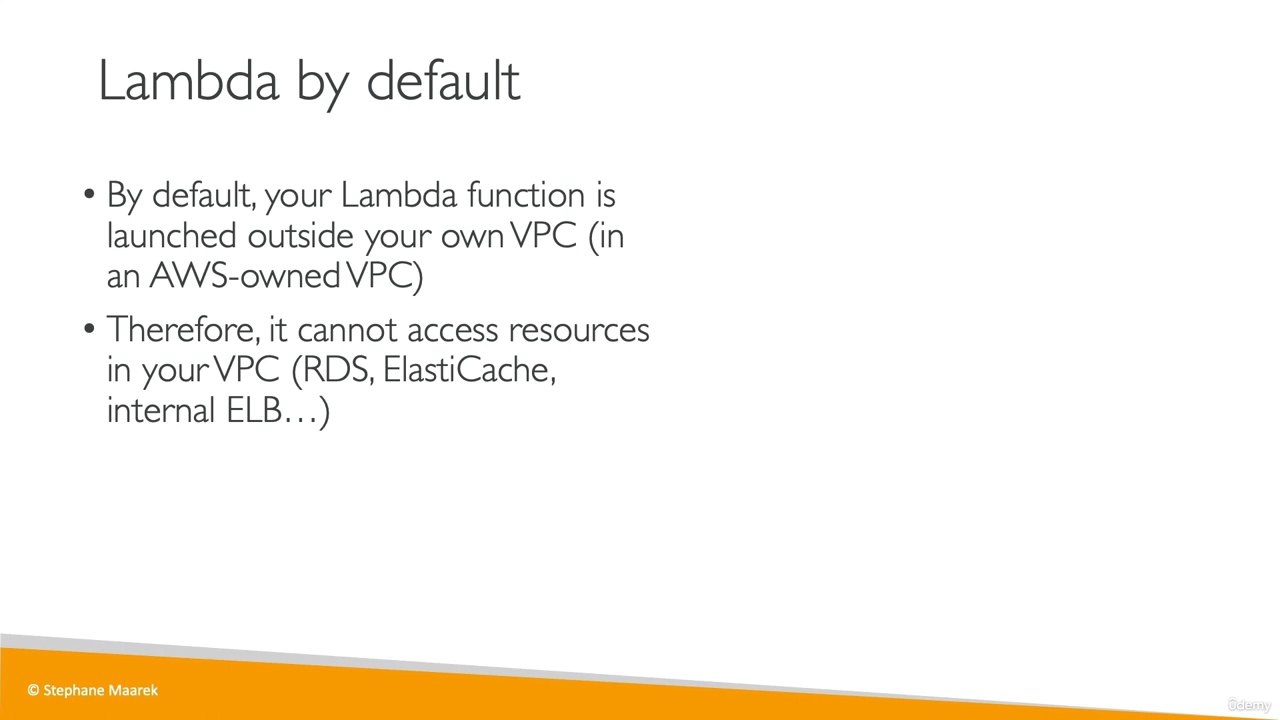 Lambda by default
• By default, your Lambda function is
launched outside your own VPC (in
an AWS-owned VPC)
• Therefore, it cannot access resources
in your VPC (RDS, ElastiCache,
internal ELB…)
© Stephane Maarek
ûdemy